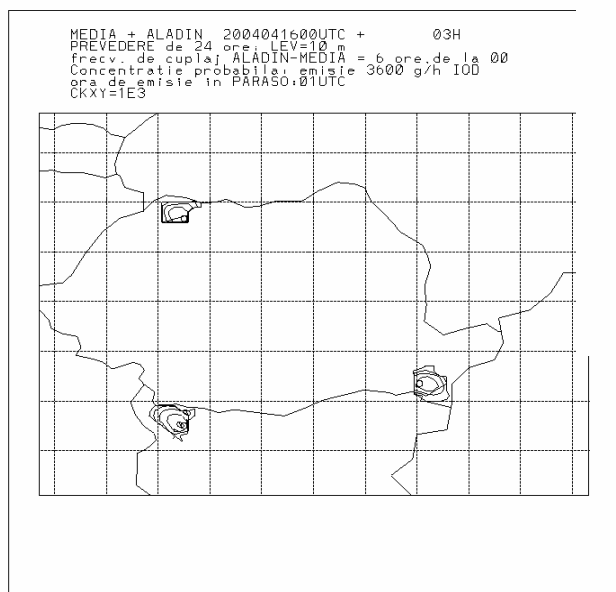 MEDIA + ALADIN 2004041600UTC + 03H
PREVEDERE de 24 ore; LEV=10 m
frecv. de cuplaj ALADIN-MEDIA = 6 ore.de la 00
Concentratie probabila; emisie 3600 g/h IOD
ora de emisie in PARASO:01UTC
CKXY=1E3